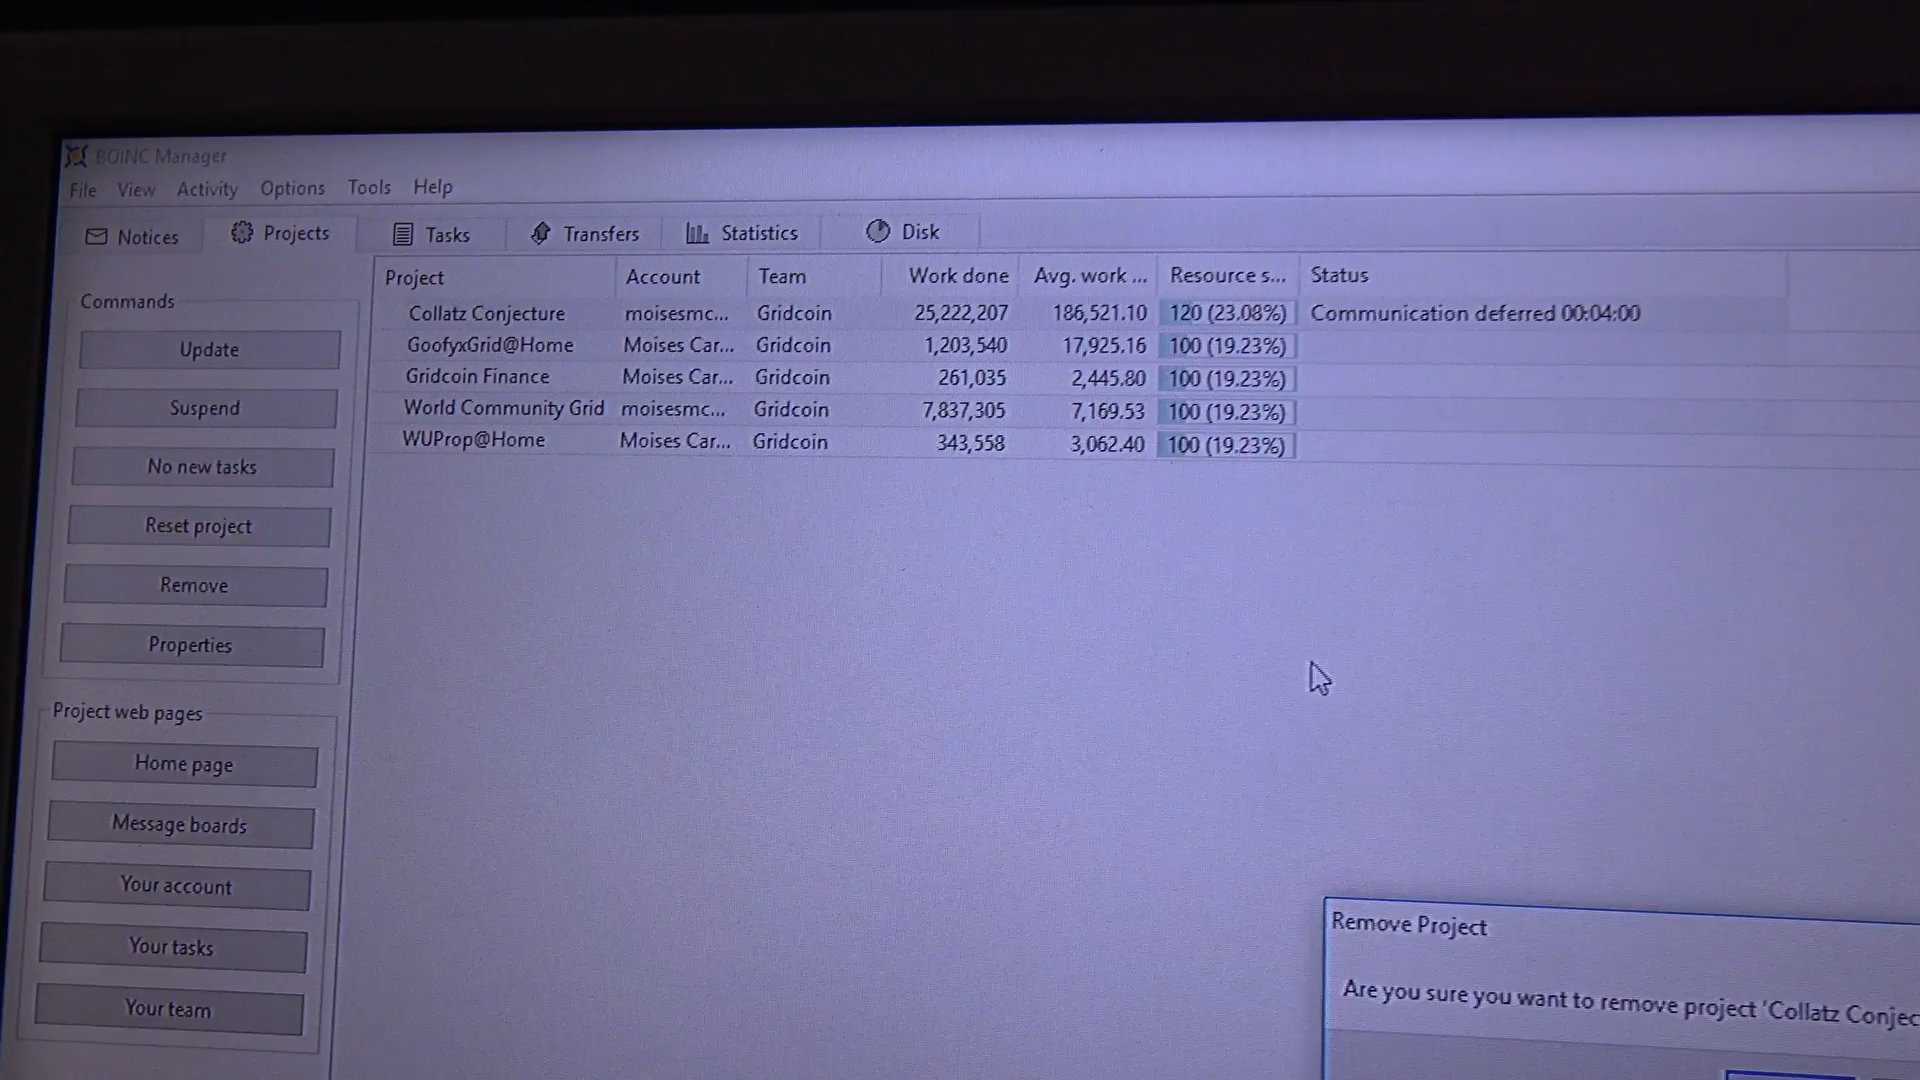 BOINC Manager
File View Activity Options Tools Help
Notices Projects Tasks Transfers Statistics Disk
Commands
Update
Suspend
No new tasks
Reset project
Remove
Properties
Project web pages
Home page
Message boards
Your account
Your tasks
Your team
Project Account Team Work done Avg. work ... Resource s... Status
Collatz Conjecture moisesmc... Gridcoin 25,222,207 186,521.10 120 (23.08%) Communication deferred 00:04:00
GoofyxGrid@Home Moises Car... Gridcoin 1,203,540 17,925.16 100 (19.23%)
Gridcoin Finance Moises Car... Gridcoin 261,035 2,445.80 100 (19.23%)
World Community Grid moisesmc... Gridcoin 7,837,305 7,169.53 100 (19.23%)
WUProp@Home Moises Car... Gridcoin 343,558 3,062.40 100 (19.23%)
Remove Project
Are you sure you want to remove project 'Collatz Conjec